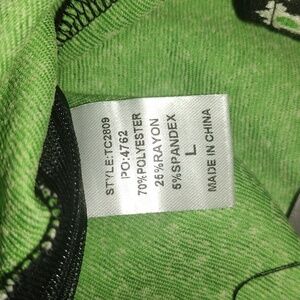 STYLE:TC2809
PO:4762
70%POLYESTER
25%RAYON
5%SPANDEX
L
MADE IN CHINA